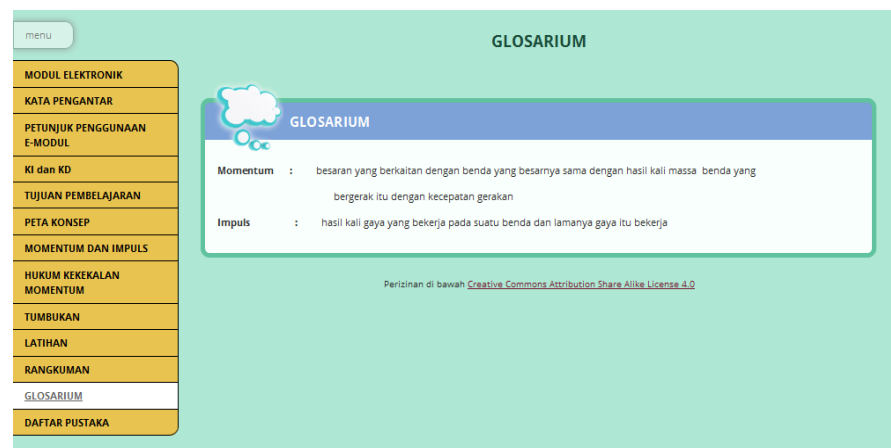 menu
GLOSARIUM
MODUL ELEKTRONIK
KATA PENGANTAR
PETUNJUK PENGGUNAAN
E-MODUL
KI dan KD
TUJUAN PEMBELAJARAN
PETA KONSEP
MOMENTUM DAN IMPULS
HUKUM KEKEKALAN
MOMENTUM
TUMBUKAN
LATIHAN
RANGKUMAN
GLOSARIUM
DAFTAR PUSTAKA
GLOSARIUM
Momentum : besaran yang berkaitan dengan benda yang besarnya sama dengan hasil kali massa benda yang
bergerak itu dengan kecepatan gerakan
Impuls : hasil kali gaya yang bekerja pada suatu benda dan lamanya gaya itu bekerja
Perizinan di bawah Creative Commons Attribution Share Alike License 4.0